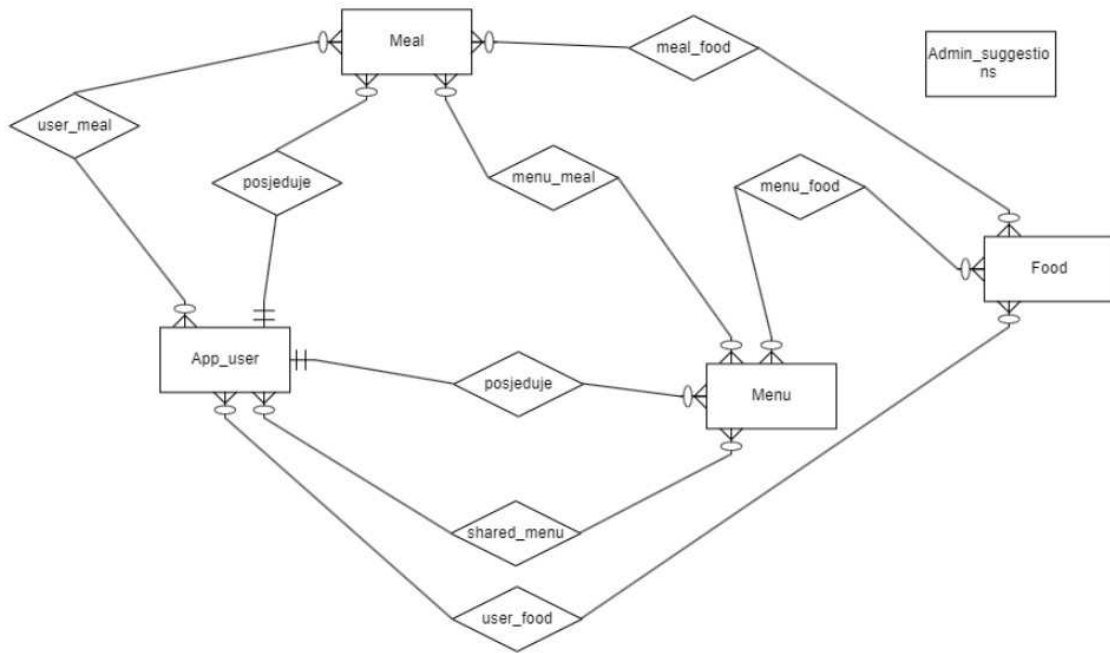 Meal
meal_food
Admin_suggestio
ns
user_meal
posjeduje
menu_meal
menu_food
Food
App_user
posjeduje
Menu
shared_menu
user_food